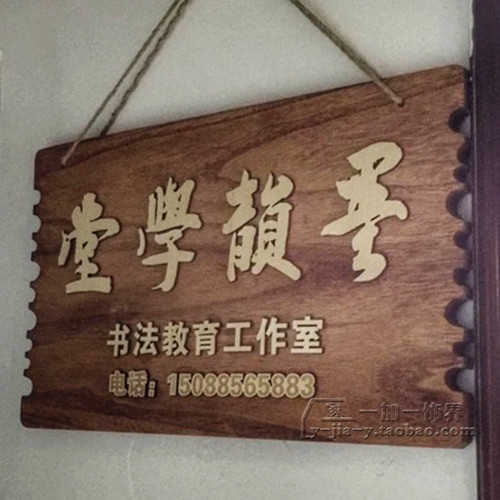 堂學韻墨
书法教育工作室
电话：15088565883
一加一饰界
y-jia-y.taobao.com